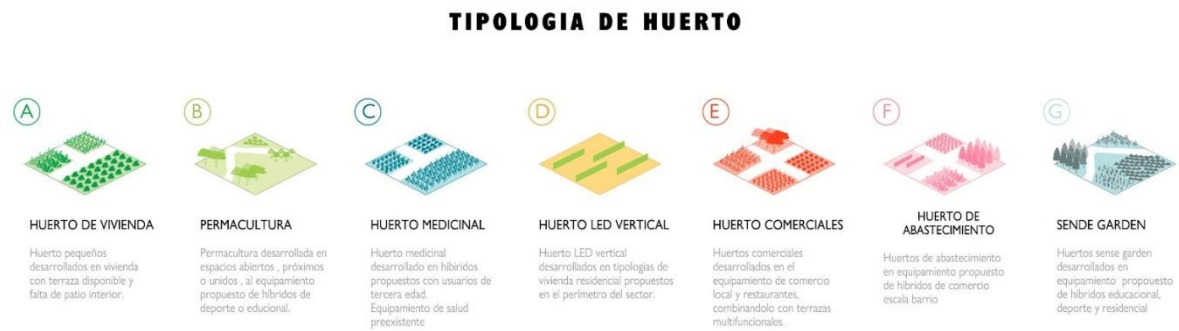 TIPOLOGIA DE HUERTO
A
HUERTO DE VIVIENDA
Huerto pequeños
desarrollados en vivienda
con terraza disponible y
falta de patio interior.
B
PERMACULTURA
Permacultura desarrollada en
espacios abiertos , próximos
o unidos , al equipamiento
propuesto de híbridos de
deporte o educional.
C
HUERTO MEDICINAL
Huerto medicinal
desarrollado en híbiridos
propuestos con usuarios de
tercera edad.
Equipamiento de salud
preexistente
D
HUERTO LED VERTICAL
Huerto LED vertical
desarrollados en tipologias de
vivienda residencial propuestos
en el perímetro del sector.
E
HUERTO COMERCIALES
Huertos comerciales
desarrollados en el
equipamiento de comercio
local y restaurantes,
combinandolo con terrazas
multifuncionales.
F
HUERTO DE
ABASTECIMIENTO
Huertos de abastecimiento
en equipamiento propuesto
de híbridos de comercio
escala barrio
G
SENDE GARDEN
Huertos sense garden
desarrollados en
equipamiento propouesto
de híbridos educacional,
deporte y residencial